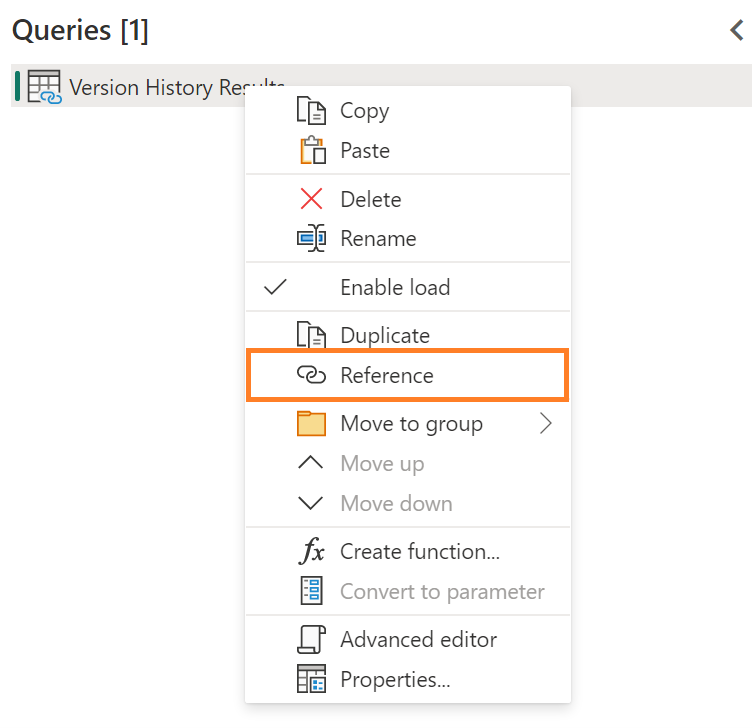 Queries [1]
Version History Results
Copy
Paste
Delete
Rename
Enable load
Duplicate
Reference
Move to group
Move up
Move down
fx Create function...
Convert to parameter
Advanced editor
Properties...